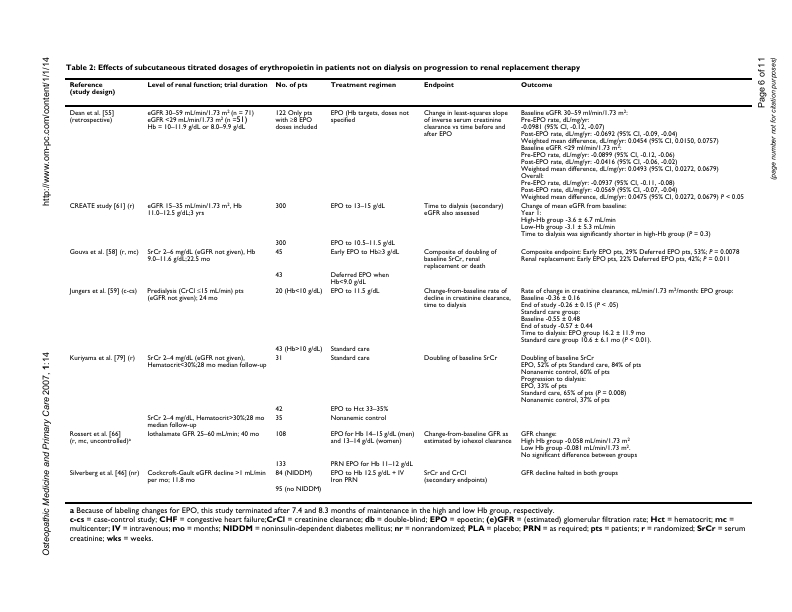 http://www.om-pc.com/content/1/1/14
Page 6 of 11
(page number not for citation purposes)
Table 2: Effects of subcutaneous titrated dosages of erythropoietin in patients not on dialysis on progression to renal replacement therapy
Reference (study design) Level of renal function; trial duration No. of pts Treatment regimen Endpoint Outcome
Dean et al. [55] (retrospective)
eGFR 30–59 mL/min/1.73 m² (n = 71)
eGFR <29 mL/min/1.73 m² (n =51)
Hb = 10–11.9 g/dL or 8.0–9.9 g/dL
122 Only pts
with ≥8 EPO
doses included
EPO (Hb targets, doses not
specified
Change in least-squares slope
of inverse serum creatinine
clearance vs time before and
after EPO
Baseline eGFR 30–59 ml/min/1.73 m²:
Pre-EPO rate, dL/mg/yr:
-0.0981 (95% CI, -0.12, -0.07)
Post-EPO rate, dL/mg/yr: -0.0692 (95% CI, -0.09, -0.04)
Weighted mean difference, dL/mg/yr: 0.0454 (95% CI, 0.0150, 0.0757)
Baseline eGFR <29 ml/min/1.73 m²:
Pre-EPO rate, dL/mg/yr: -0.0899 (95% CI, -0.12, -0.06)
Post-EPO rate, dL/mg/yr: -0.0416 (95% CI, -0.06, -0.02)
Weighted mean difference, dL/mg/yr: 0.0493 (95% CI, 0.0272, 0.0679)
Overall:
Pre-EPO rate, dL/mg/yr: -0.0937 (95% CI, -0.11, -0.08)
Post-EPO rate, dL/mg/yr: -0.0569 (95% CI, -0.07, -0.04)
Weighted mean difference, dL/mg/yr: 0.0475 (95% CI, 0.0272, 0.0679) P < 0.05
CREATE study [61] (r)
eGFR 15–35 mL/min/1.73 m², Hb
11.0–12.5 g/dL;3 yrs
300
EPO to 13–15 g/dL
Time to dialysis (secondary)
eGFR also assessed
Change of mean eGFR from baseline:
Year 1:
High-Hb group -3.6 ± 6.7 mL/min
Low-Hb group -3.1 ± 5.3 mL/min
Time to dialysis was significantly shorter in high-Hb group (P = 0.3)
300 EPO to 10.5–11.5 g/dL
Gouva et al. [58] (r, mc)
SrCr 2–6 mg/dL (eGFR not given), Hb
9.0–11.6 g/dL;22.5 mo
45
Early EPO to Hb≥3 g/dL
Composite of doubling of
baseline SrCr, renal
replacement or death
Composite endpoint: Early EPO pts, 29% Deferred EPO pts, 53%; P = 0.0078
Renal replacement: Early EPO pts, 22% Deferred EPO pts, 42%; P = 0.011
43
Deferred EPO when
Hb<9.0 g/dL
Jungers et al. [59] (c-cs)
Predialysis (CrCl ≤15 mL/min) pts
(eGFR not given); 24 mo
20 (Hb<10 g/dL)
EPO to 11.5 g/dL
Change-from-baseline rate of
decline in creatinine clearance,
time to dialysis
Rate of change in creatinine clearance, mL/min/1.73 m²/month: EPO group:
Baseline -0.36 ± 0.16
End of study -0.26 ± 0.15 (P < .05)
Standard care group:
Baseline -0.55 ± 0.48
End of study -0.57 ± 0.44
Time to dialysis: EPO group 16.2 ± 11.9 mo
Standard care group 10.6 ± 6.1 mo (P < 0.01).
43 (Hb>10 g/dL) Standard care
Kuriyama et al. [79] (r)
SrCr 2–4 mg/dL (eGFR not given),
Hematocrit<30%;28 mo median follow-up
31
Standard care
Doubling of baseline SrCr
Doubling of baseline SrCr
EPO, 52% of pts Standard care, 84% of pts
Nonanemic control, 60% of pts
Progression to dialysis:
EPO, 33% of pts
Standard care, 65% of pts (P = 0.008)
Nonanemic control, 37% of pts
42 EPO to Hct 33–35%
SrCr 2–4 mg/dL, Hematocrit>30%;28 mo
median follow-up
35 Nonanemic control
Rossert et al. [66]
(r, mc, uncontrolled)ᵃ
Iothalamate GFR 25–60 mL/min; 40 mo
108
EPO for Hb 14–15 g/dL (men)
and 13–14 g/dL (women)
Change-from-baseline GFR as
estimated by iohexol clearance
GFR change:
High Hb group -0.058 mL/min/1.73 m²
Low Hb group -0.081 mL/min/1.73 m².
No significant difference between groups
133 PRN EPO for Hb 11–12 g/dL
Silverberg et al. [46] (nr)
Cockcroft-Gault eGFR decline >1 mL/min
per mo; 11.8 mo
84 (NIDDM)
EPO to Hb 12.5 g/dL + IV
Iron PRN
SrCr and CrCl
(secondary endpoints)
GFR decline halted in both groups
95 (no NIDDM)
a Because of labeling changes for EPO, this study terminated after 7.4 and 8.3 months of maintenance in the high and low Hb group, respectively.
c-cs = case-control study; CHF = congestive heart failure;CrCl = creatinine clearance; db = double-blind; EPO = epoetin; (e)GFR = (estimated) glomerular filtration rate; Hct = hematocrit; mc =
multicenter; IV = intravenous; mo = months; NIDDM = noninsulin-dependent diabetes mellitus; nr = nonrandomized; PLA = placebo; PRN = as required; pts = patients; r = randomized; SrCr = serum
creatinine; wks = weeks.
Osteopathic Medicine and Primary Care 2007, 1:14